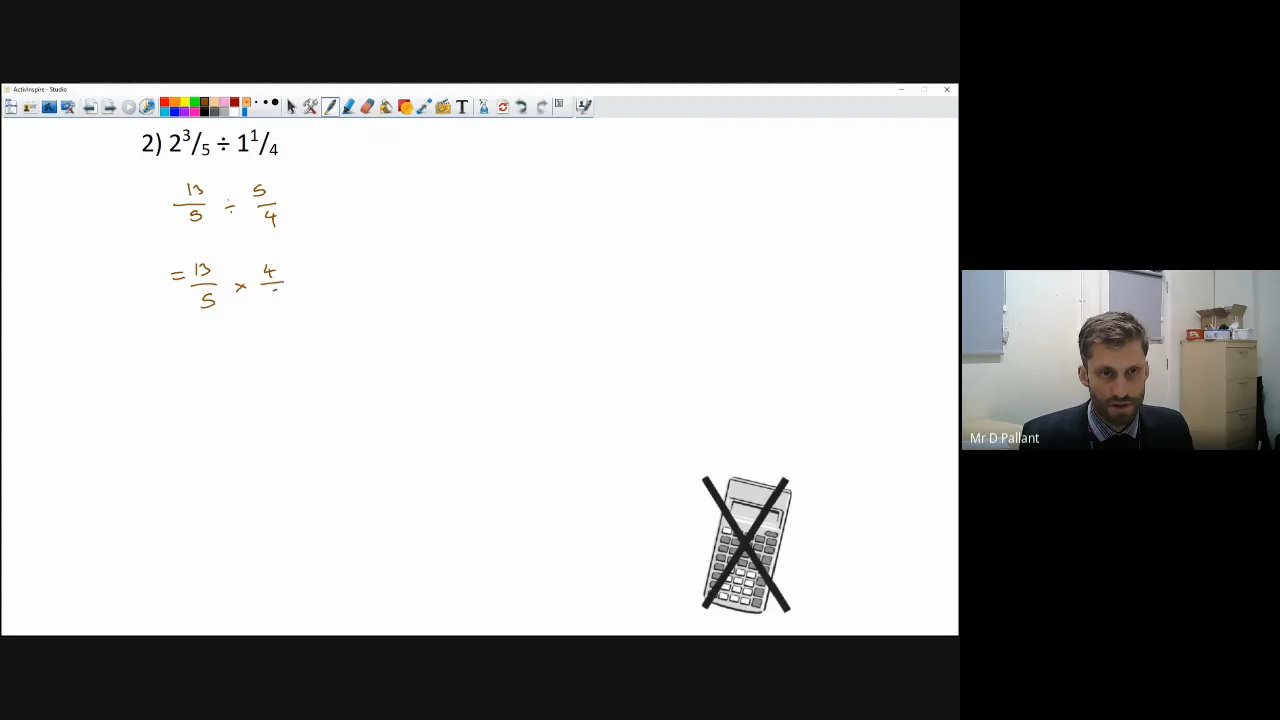 ActivInspire - Studio
2) 2³/₅ ÷ 1¹/₄
13/5 ÷ 5/4
= 13/5 × 4/
Mr D Pallant